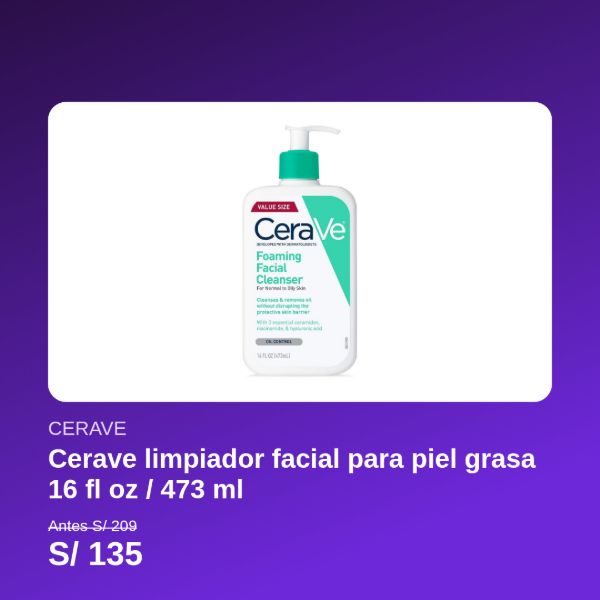 VALUE SIZE
CeraVe
DEVELOPED WITH DERMATOLOGISTS
Foaming
Facial
Cleanser
For Normal to Oily Skin
Cleanses & removes oil
without disrupting the
protective skin barrier
With 3 essential ceramides,
niacinamide, & hyaluronic acid
OIL CONTROL
16 FL OZ (473mL)
CERAVE
Cerave limpiador facial para piel grasa
16 fl oz / 473 ml
Antes S/ 209
S/ 135